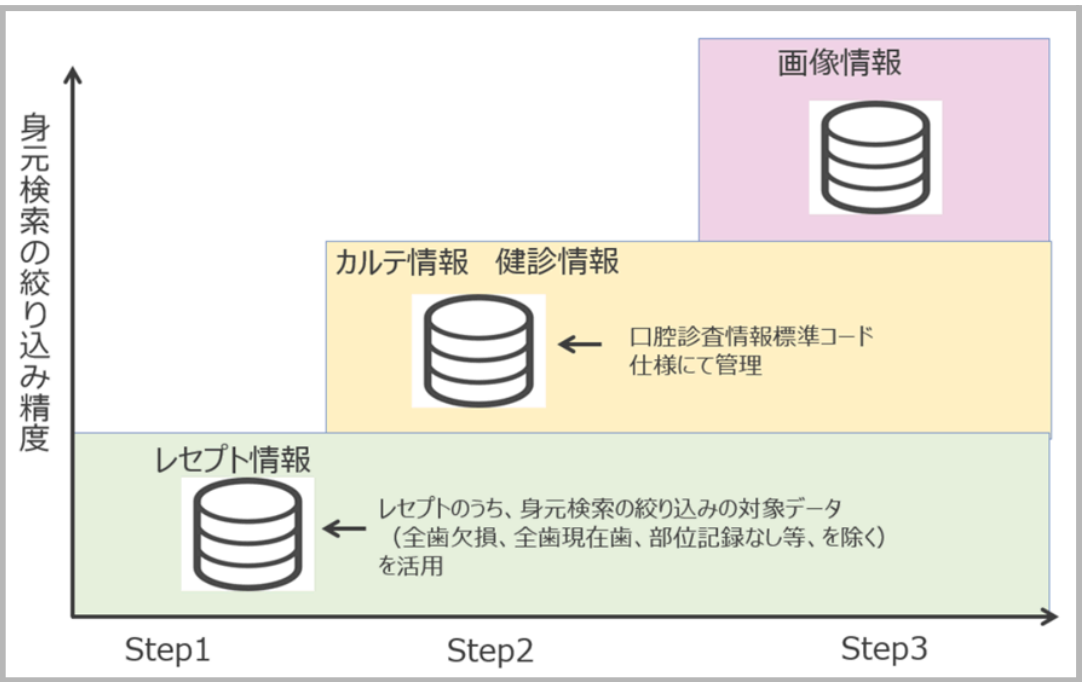 身元検索の絞り込み精度
画像情報
カルテ情報　健診情報
口腔診査情報標準コード
仕様にて管理
レセプト情報
レセプトのうち、身元検索の絞り込みの対象データ
（全歯欠損、全歯現在歯、部位記録なし等、を除く）
を活用
Step1
Step2
Step3